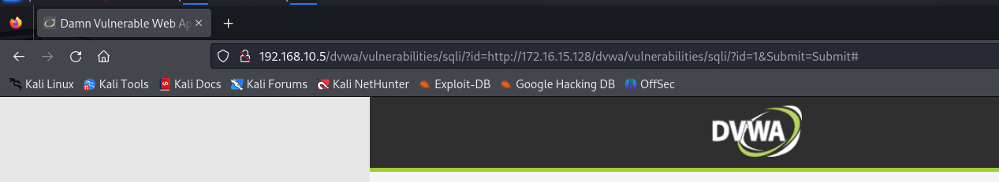 Damn Vulnerable Web Ap
192.168.10.5/dvwa/vulnerabilities/sqli/?id=http://172.16.15.128/dvwa/vulnerabilities/sqli/?id=1&Submit=Submit#
Kali Linux Kali Tools Kali Docs Kali Forums Kali NetHunter Exploit-DB Google Hacking DB OffSec
DVWA